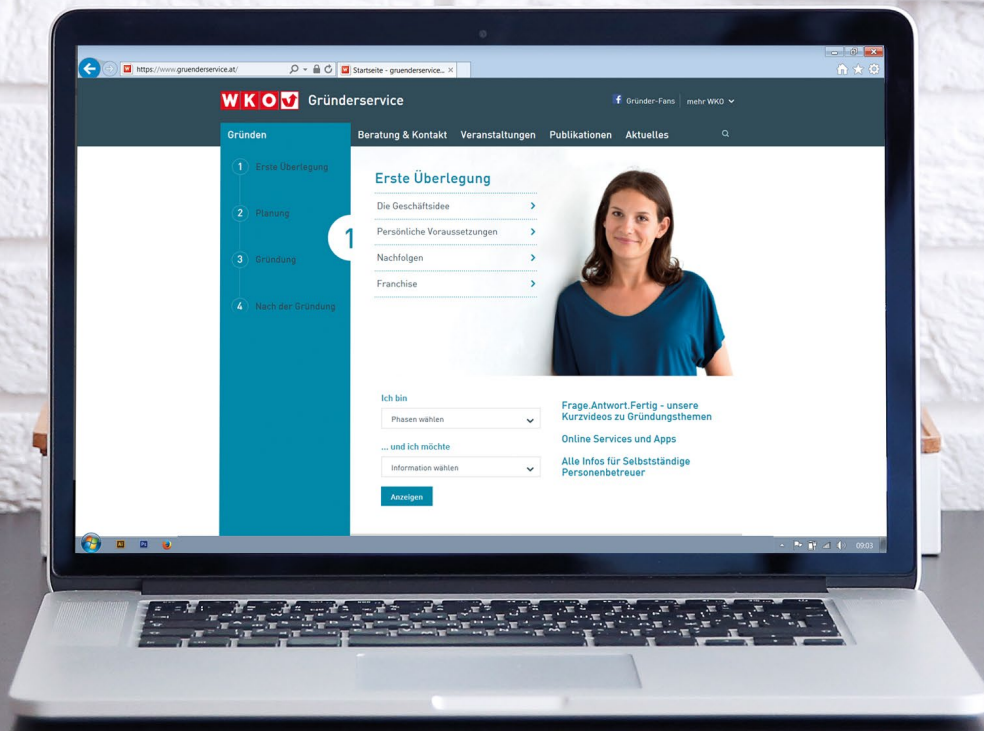 https://www.gruenderservice.at/
Startseite - gruenderservice...
WKO Gründerservice
Gründer-Fans
mehr WKO
Gründen
Beratung & Kontakt
Veranstaltungen
Publikationen
Aktuelles
1 Erste Überlegung
2 Planung
3 Gründung
4 Nach der Gründung
1
Erste Überlegung
Die Geschäftsidee
Persönliche Voraussetzungen
Nachfolgen
Franchise
Ich bin
Phasen wählen
... und ich möchte
Information wählen
Anzeigen
Frage.Antwort.Fertig - unsere
Kurzvideos zu Gründungsthemen
Online Services und Apps
Alle Infos für Selbstständige
Personenbetreuer
Ai
Ps
09:03